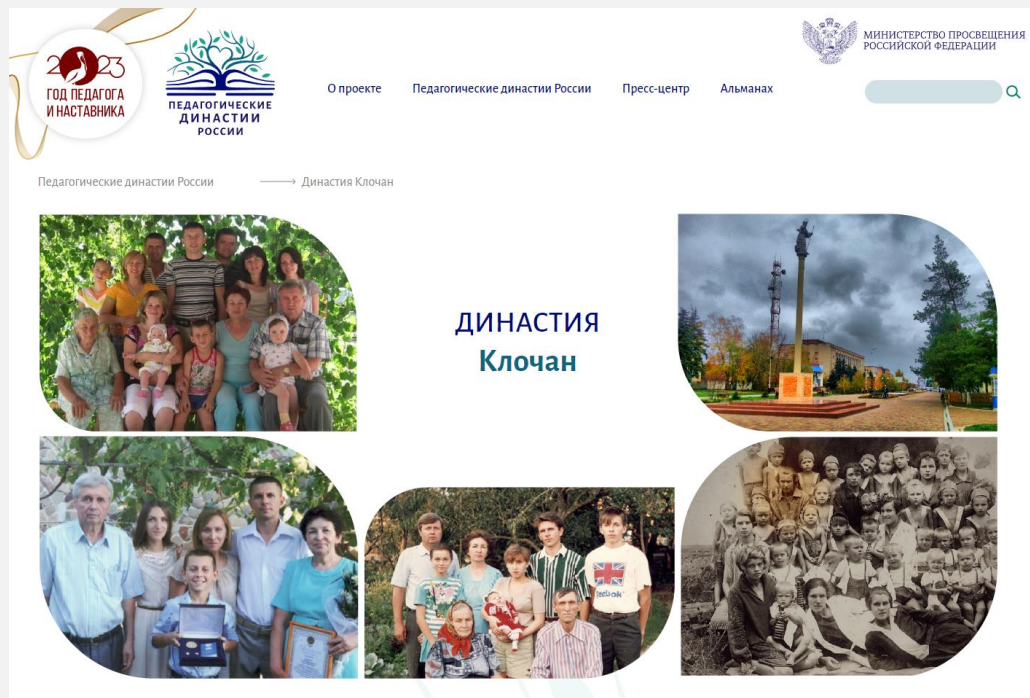 2023
ГОД ПЕДАГОГА
И НАСТАВНИКА
ПЕДАГОГИЧЕСКИЕ
ДИНАСТИИ
РОССИИ
О проекте
Педагогические династии России
Пресс-центр
Альманах
МИНИСТЕРСТВО ПРОСВЕЩЕНИЯ
РОССИЙСКОЙ ФЕДЕРАЦИИ
Педагогические династии России
Династия Клочан
ДИНАСТИЯ
Клочан
Reebok